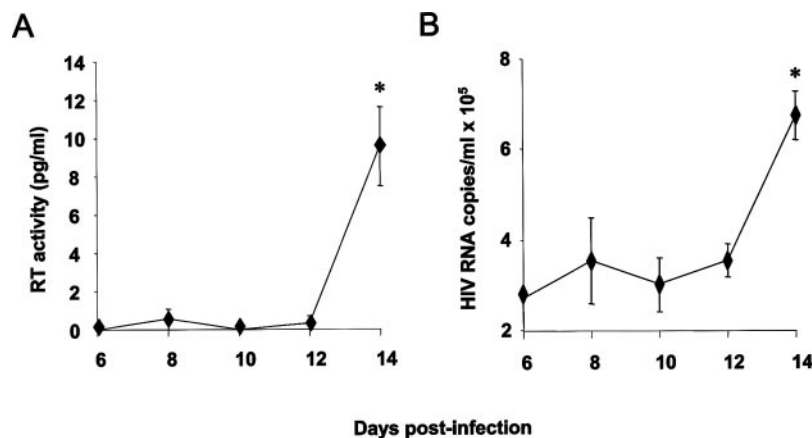 A
RT activity (pg/ml)
14
12
10
8
6
4
2
0
*
6 8 10 12 14
B
HIV RNA copies/ml x 10⁵
8
6
4
2
*
6 8 10 12 14
Days post-infection